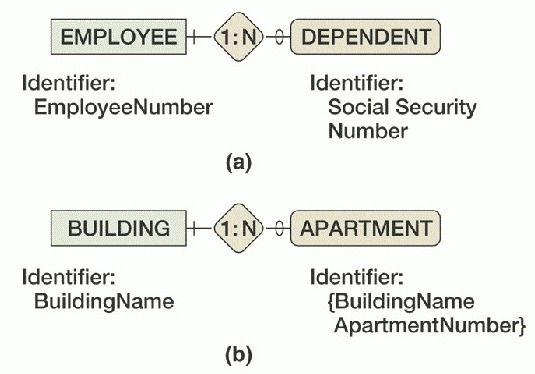 EMPLOYEE 1:N DEPENDENT
Identifier: Identifier:
EmployeeNumber Social Security
Number
(a)
BUILDING 1:N APARTMENT
Identifier: Identifier:
BuildingName {BuildingName
ApartmentNumber}
(b)